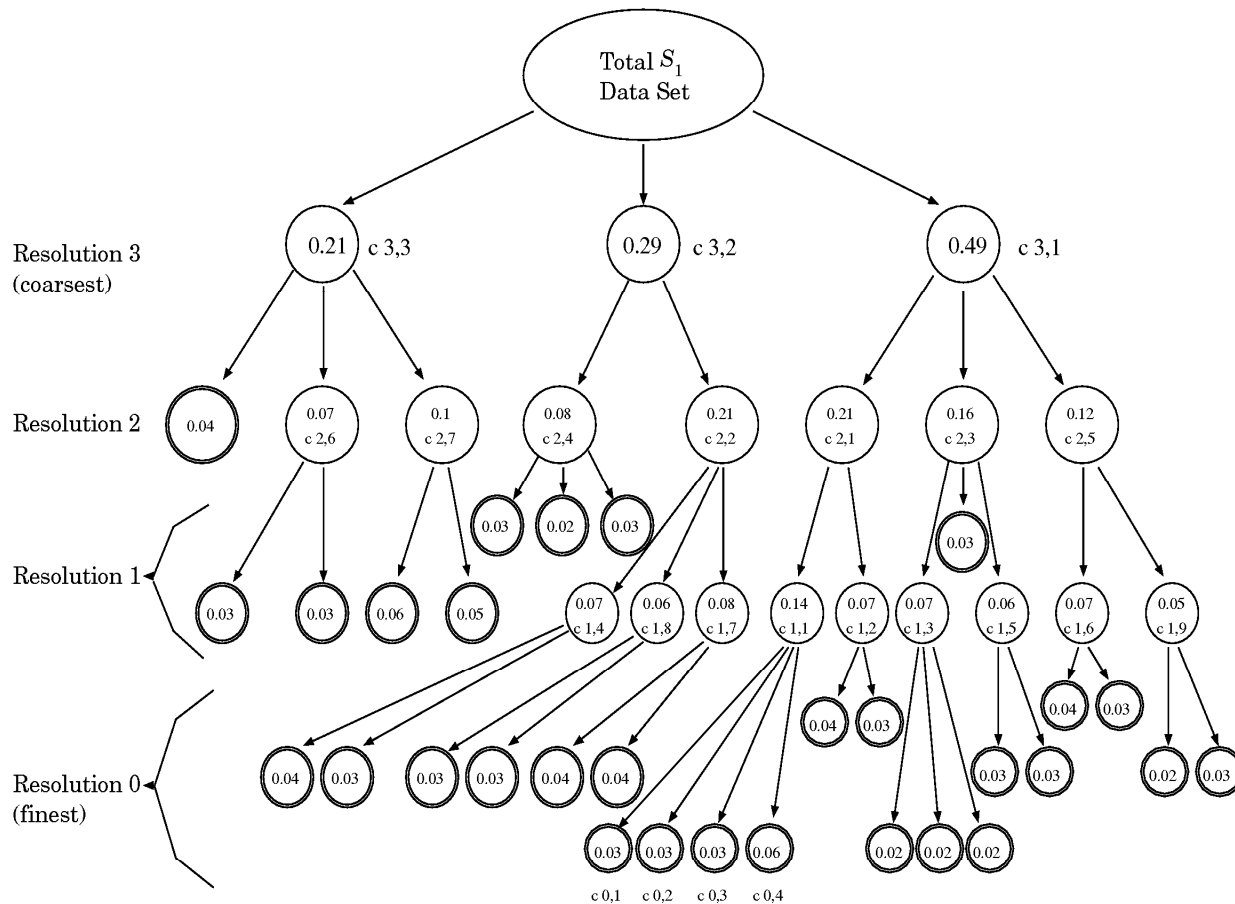 Total S1
Data Set
Resolution 3
(coarsest)
0.21
c 3,3
0.29
c 3,2
0.49
c 3,1
Resolution 2
0.04
0.07
c 2,6
0.1
c 2,7
0.08
c 2,4
0.21
c 2,2
0.21
c 2,1
0.16
c 2,3
0.12
c 2,5
0.03
0.02
0.03
0.03
Resolution 1
0.03
0.03
0.06
0.05
0.07
c 1,4
0.06
c 1,8
0.08
c 1,7
0.14
c 1,1
0.07
c 1,2
0.07
c 1,3
0.06
c 1,5
0.07
c 1,6
0.05
c 1,9
0.04
0.03
0.04
0.03
Resolution 0
(finest)
0.04
0.03
0.03
0.03
0.04
0.04
0.03
0.03
0.02
0.03
0.03
0.03
0.03
0.06
0.02
0.02
0.02
c 0,1
c 0,2
c 0,3
c 0,4